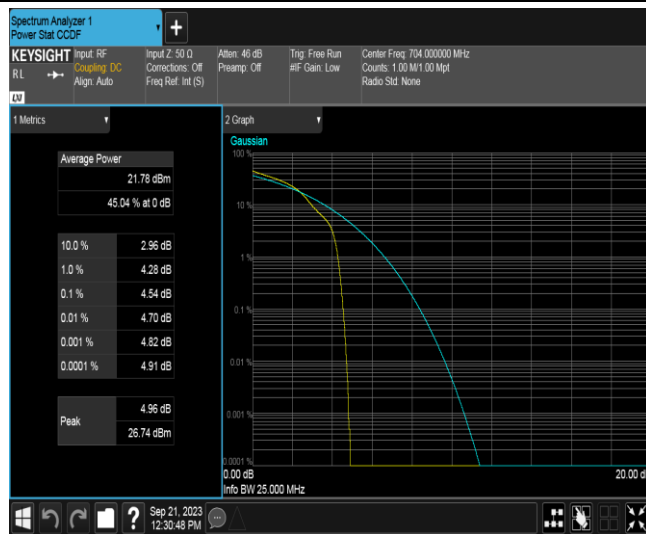 Spectrum Analyzer 1
Power Stat CCDF
+
KEYSIGHT
RL
Input: RF
Coupling: DC
Align: Auto
Input Z: 50 Ω
Corrections: Off
Freq Ref: Int (S)
Atten: 46 dB
Preamp: Off
Trig: Free Run
#IF Gain: Low
Center Freq: 704.000000 MHz
Counts: 1.00 M/1.00 Mpt
Radio Std: None
LXI
1 Metrics
Average Power
21.78 dBm
45.04 % at 0 dB
10.0 % 2.96 dB
1.0 % 4.28 dB
0.1 % 4.54 dB
0.01 % 4.70 dB
0.001 % 4.82 dB
0.0001 % 4.91 dB
Peak
4.96 dB
26.74 dBm
2 Graph
Gaussian
100 %
10 %
1 %
0.1 %
0.01 %
0.001 %
0.0001 %
0.00 dB
20.00 d
Info BW 25.000 MHz
?
Sep 21, 2023
12:30:48 PM